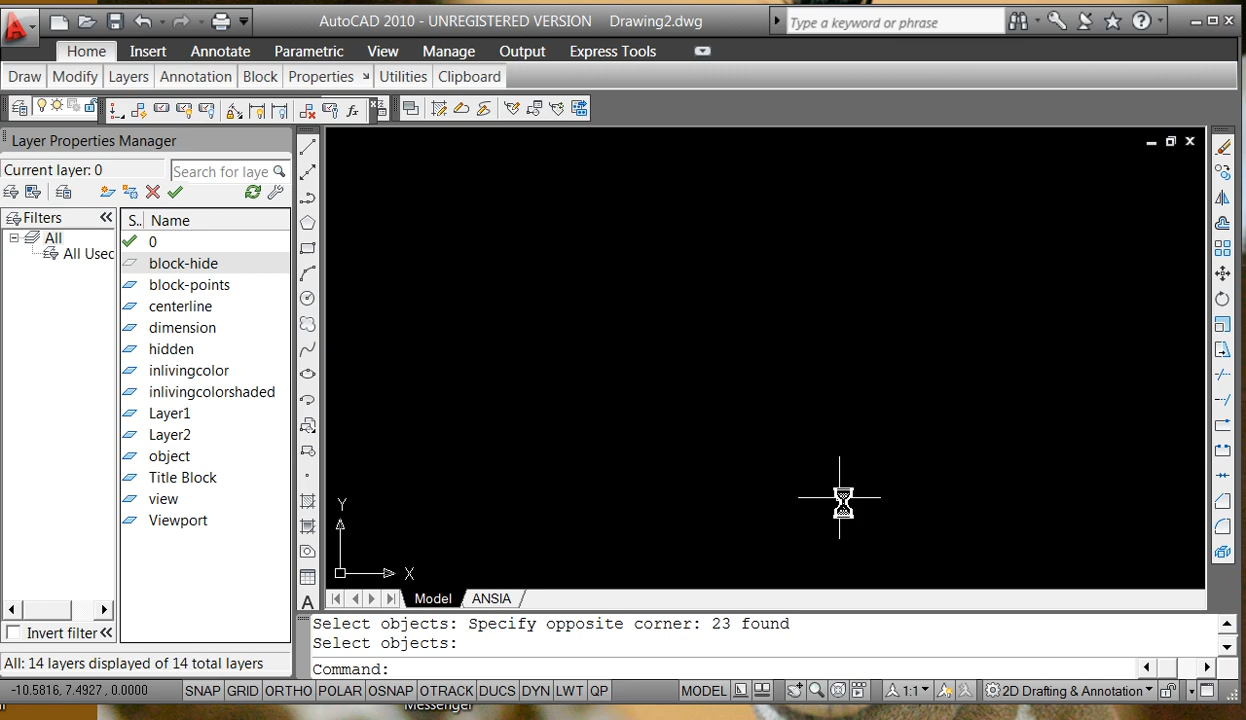 AutoCAD 2010 - UNREGISTERED VERSION Drawing2.dwg
Type a keyword or phrase
Home Insert Annotate Parametric View Manage Output Express Tools
Draw Modify Layers Annotation Block Properties Utilities Clipboard
Layer Properties Manager
Current layer: 0
Search for laye
Filters
S.. Name
All
All Usec
0
block-hide
block-points
centerline
dimension
hidden
inlivingcolor
inlivingcolorshaded
Layer1
Layer2
object
Title Block
view
Viewport
Invert filter
All: 14 layers displayed of 14 total layers
Y
X
Model ANSIA
Select objects: Specify opposite corner: 23 found
Select objects:
Command:
-10.5816, 7.4927, 0.0000 SNAP GRID ORTHO POLAR OSNAP OTRACK DUCS DYN LWT QP MODEL 1:1 2D Drafting & Annotation
Messenger